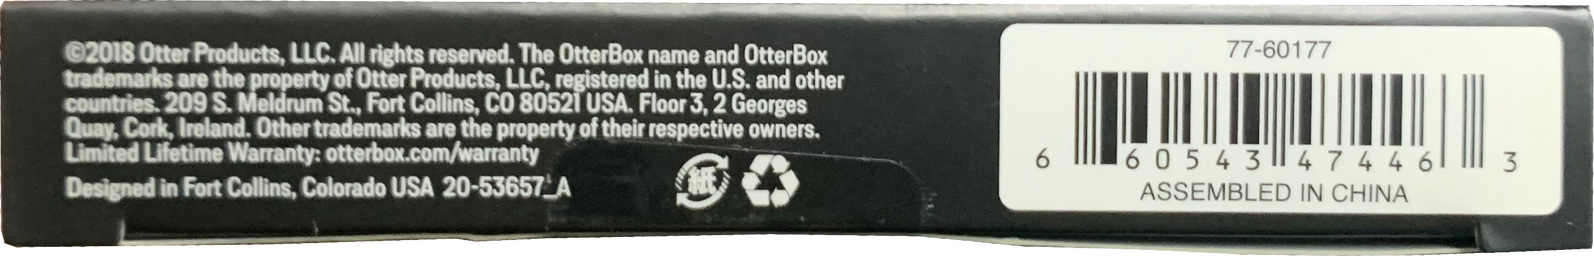 ©2018 Otter Products, LLC. All rights reserved. The OtterBox name and OtterBox
trademarks are the property of Otter Products, LLC, registered in the U.S. and other
countries. 209 S. Meldrum St., Fort Collins, CO 80521 USA. Floor 3, 2 Georges
Quay, Cork, Ireland. Other trademarks are the property of their respective owners.
Limited Lifetime Warranty: otterbox.com/warranty
Designed in Fort Collins, Colorado USA 20-53657_A
紙
77-60177
6 60543 47446 3
ASSEMBLED IN CHINA